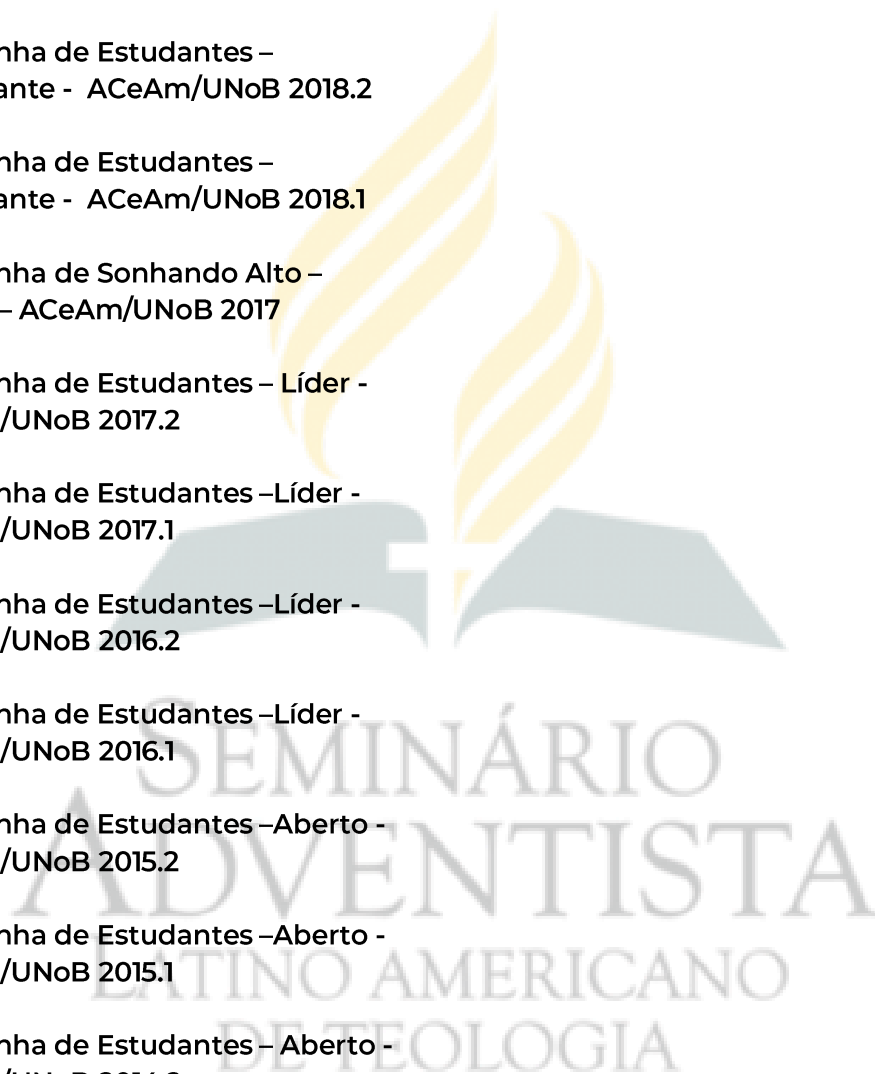 nha de Estudantes –
ante - ACeAm/UNoB 2018.2
nha de Estudantes –
ante - ACeAm/UNoB 2018.1
nha de Sonhando Alto –
– ACeAm/UNoB 2017
nha de Estudantes – Líder -
/UNoB 2017.2
nha de Estudantes –Líder -
/UNoB 2017.1
nha de Estudantes –Líder -
/UNoB 2016.2
nha de Estudantes –Líder -
/UNoB 2016.1
nha de Estudantes –Aberto -
/UNoB 2015.2
nha de Estudantes –Aberto -
/UNoB 2015.1
nha de Estudantes – Aberto -
SEMINÁRIO
ADVENTISTA
LATINO AMERICANO
DE TEOLOGIA